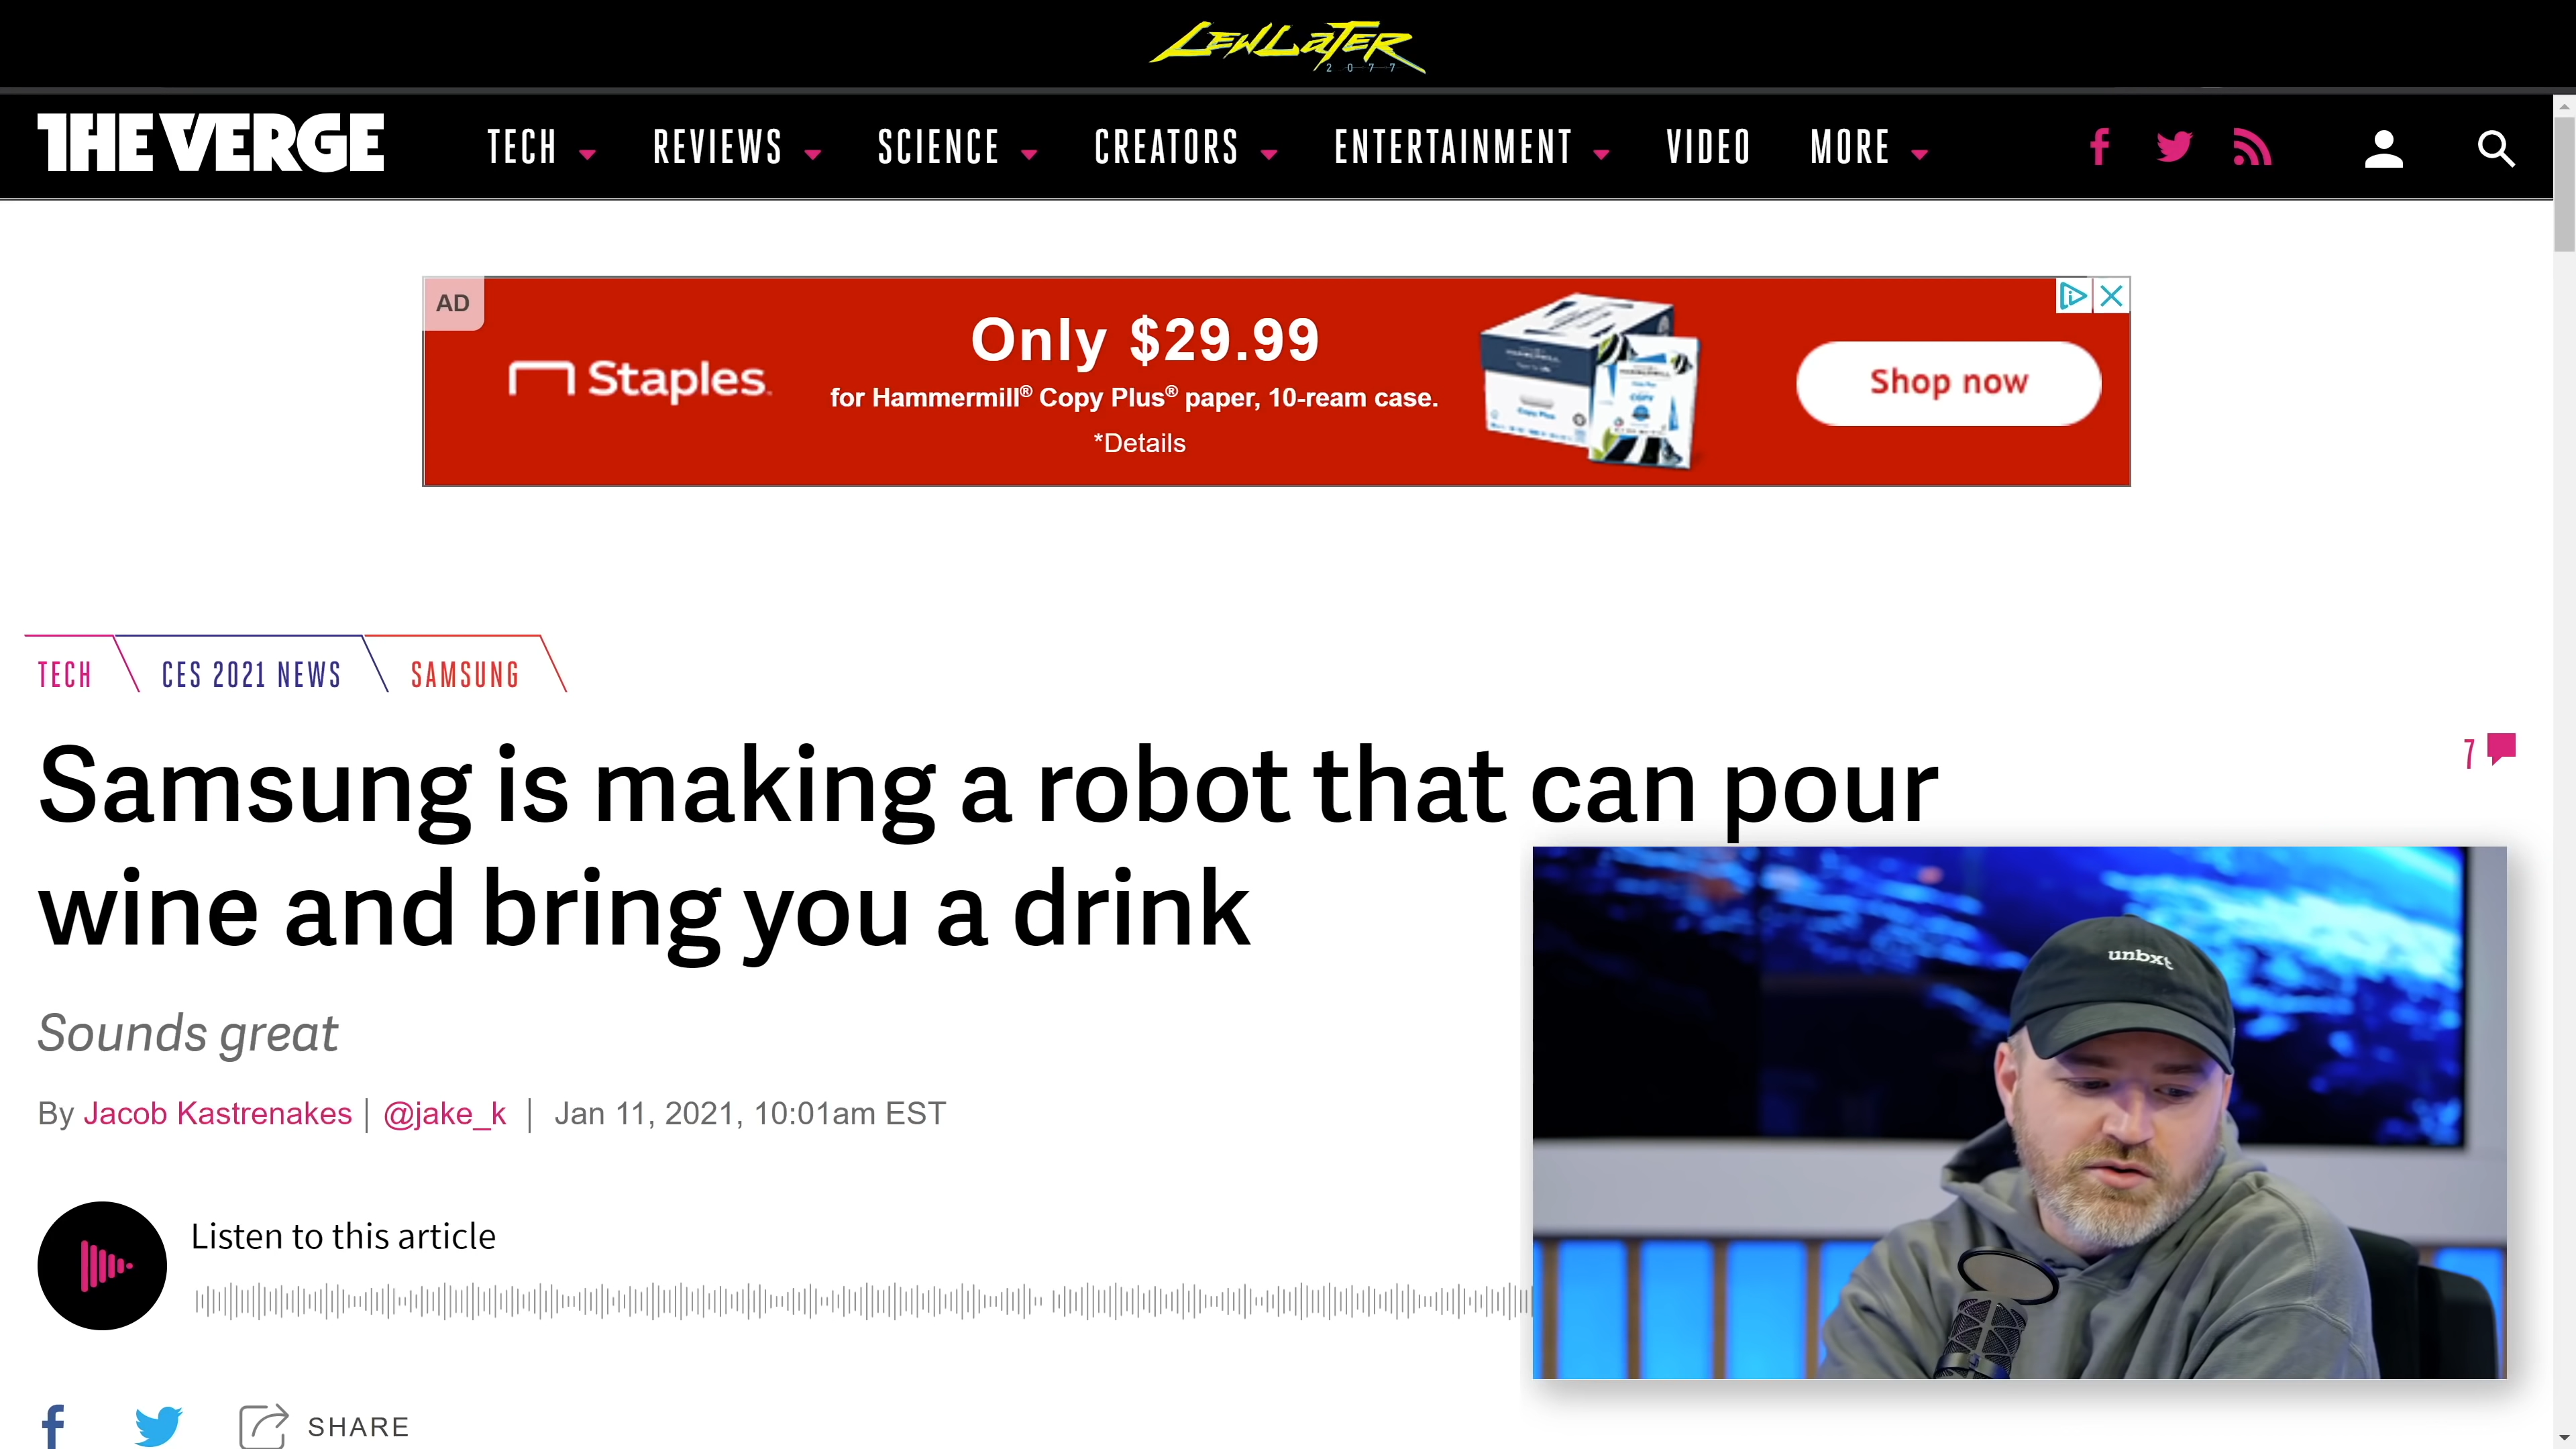 LEWLATER
2077
THE VERGE
TECH REVIEWS SCIENCE CREATORS ENTERTAINMENT VIDEO MORE
AD
Staples
Only $29.99
for Hammermill® Copy Plus® paper, 10-ream case.
*Details
Shop now
TECH CES 2021 NEWS SAMSUNG
Samsung is making a robot that can pour
wine and bring you a drink
7
Sounds great
By Jacob Kastrenakes | @jake_k | Jan 11, 2021, 10:01am EST
unbxt
Listen to this article
SHARE